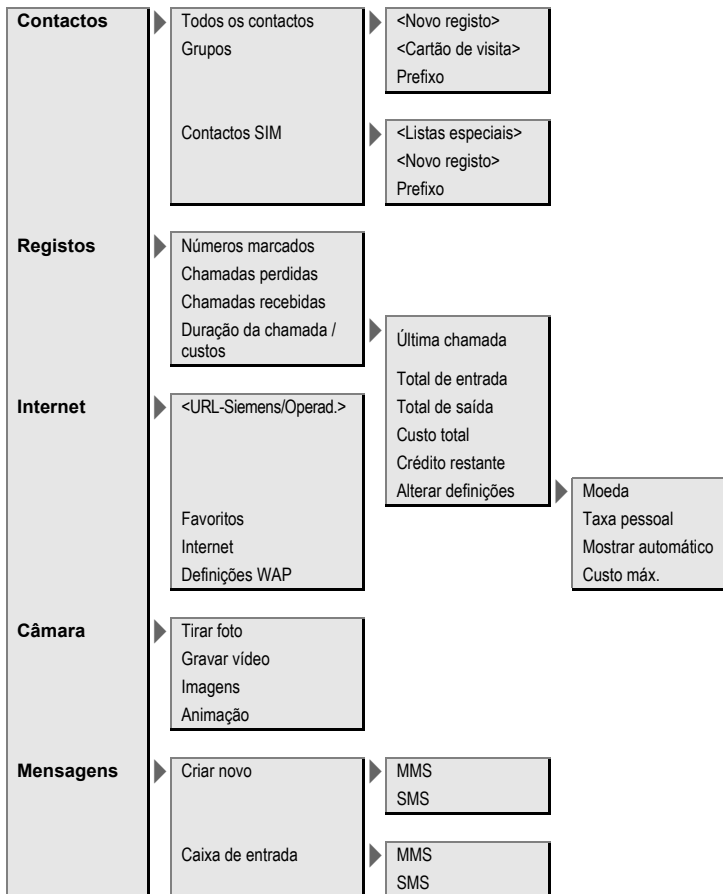 Contactos
Todos os contactos
<Novo registo>
Grupos
<Cartão de visita>
Prefixo
Contactos SIM
<Listas especiais>
<Novo registo>
Prefixo
Registos
Números marcados
Chamadas perdidas
Chamadas recebidas
Duração da chamada /
custos
Última chamada
Total de entrada
Internet
<URL-Siemens/Operad.>
Total de saída
Custo total
Crédito restante
Alterar definições
Moeda
Favoritos
Taxa pessoal
Internet
Mostrar automático
Definições WAP
Custo máx.
Câmara
Tirar foto
Gravar vídeo
Imagens
Animação
Mensagens
Criar novo
MMS
SMS
Caixa de entrada
MMS
SMS